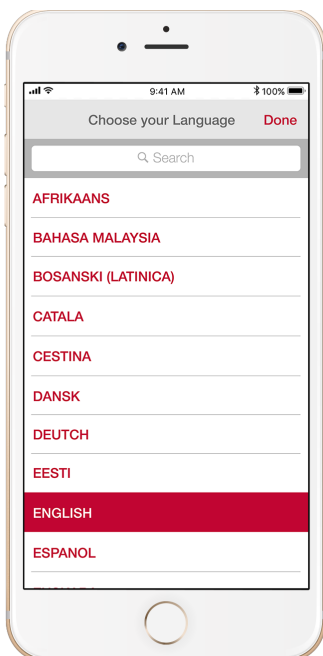 9:41 AM 100%
Choose your Language Done
Search
AFRIKAANS
BAHASA MALAYSIA
BOSANSKI (LATINICA)
CATALA
CESTINA
DANSK
DEUTCH
EESTI
ENGLISH
ESPANOL